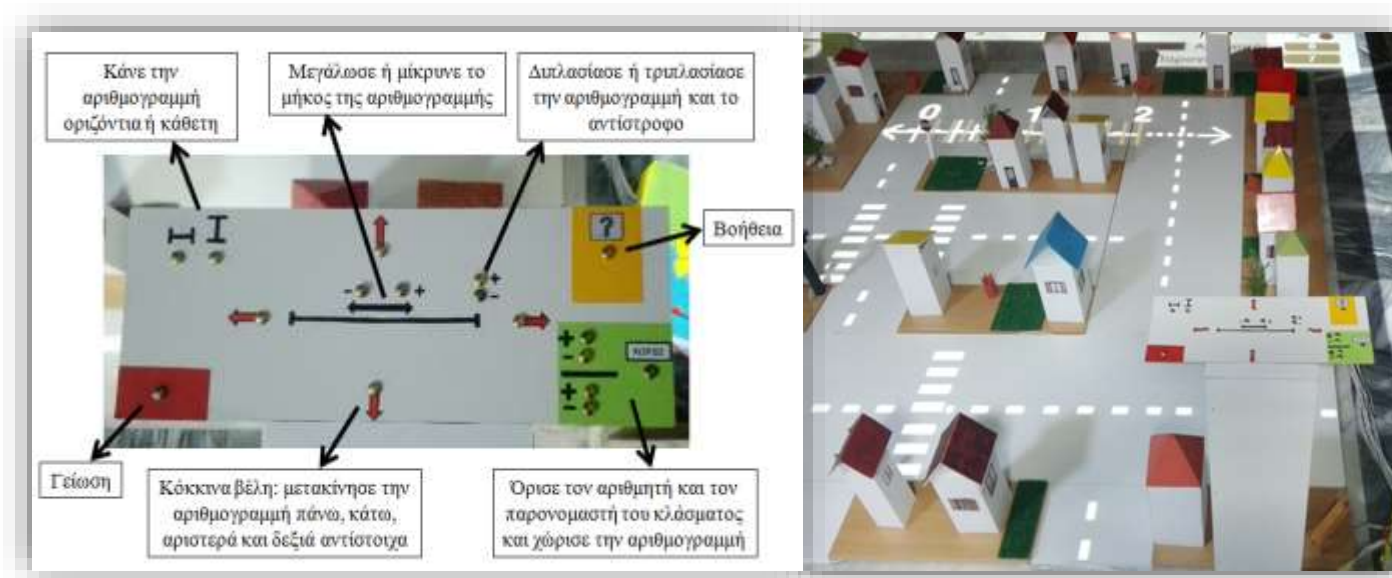 Κάνε την
αριθμογραμμή
οριζόντια ή κάθετη
Μεγάλωσε ή μίκρυνε το
μήκος της αριθμογραμμής
Διπλασίασε ή τριπλασίασε
την αριθμογραμμή και το
αντίστροφο
?
Βοήθεια
- +
+
-
+
-
ΧΩΡΙΣΕ
+
-
Γείωση
Κόκκινα βέλη: μετακίνησε την
αριθμογραμμή πάνω, κάτω,
αριστερά και δεξιά αντίστοιχα
Όρισε τον αριθμητή και τον
παρονομαστή του κλάσματος
και χώρισε την αριθμογραμμή
0 1 2